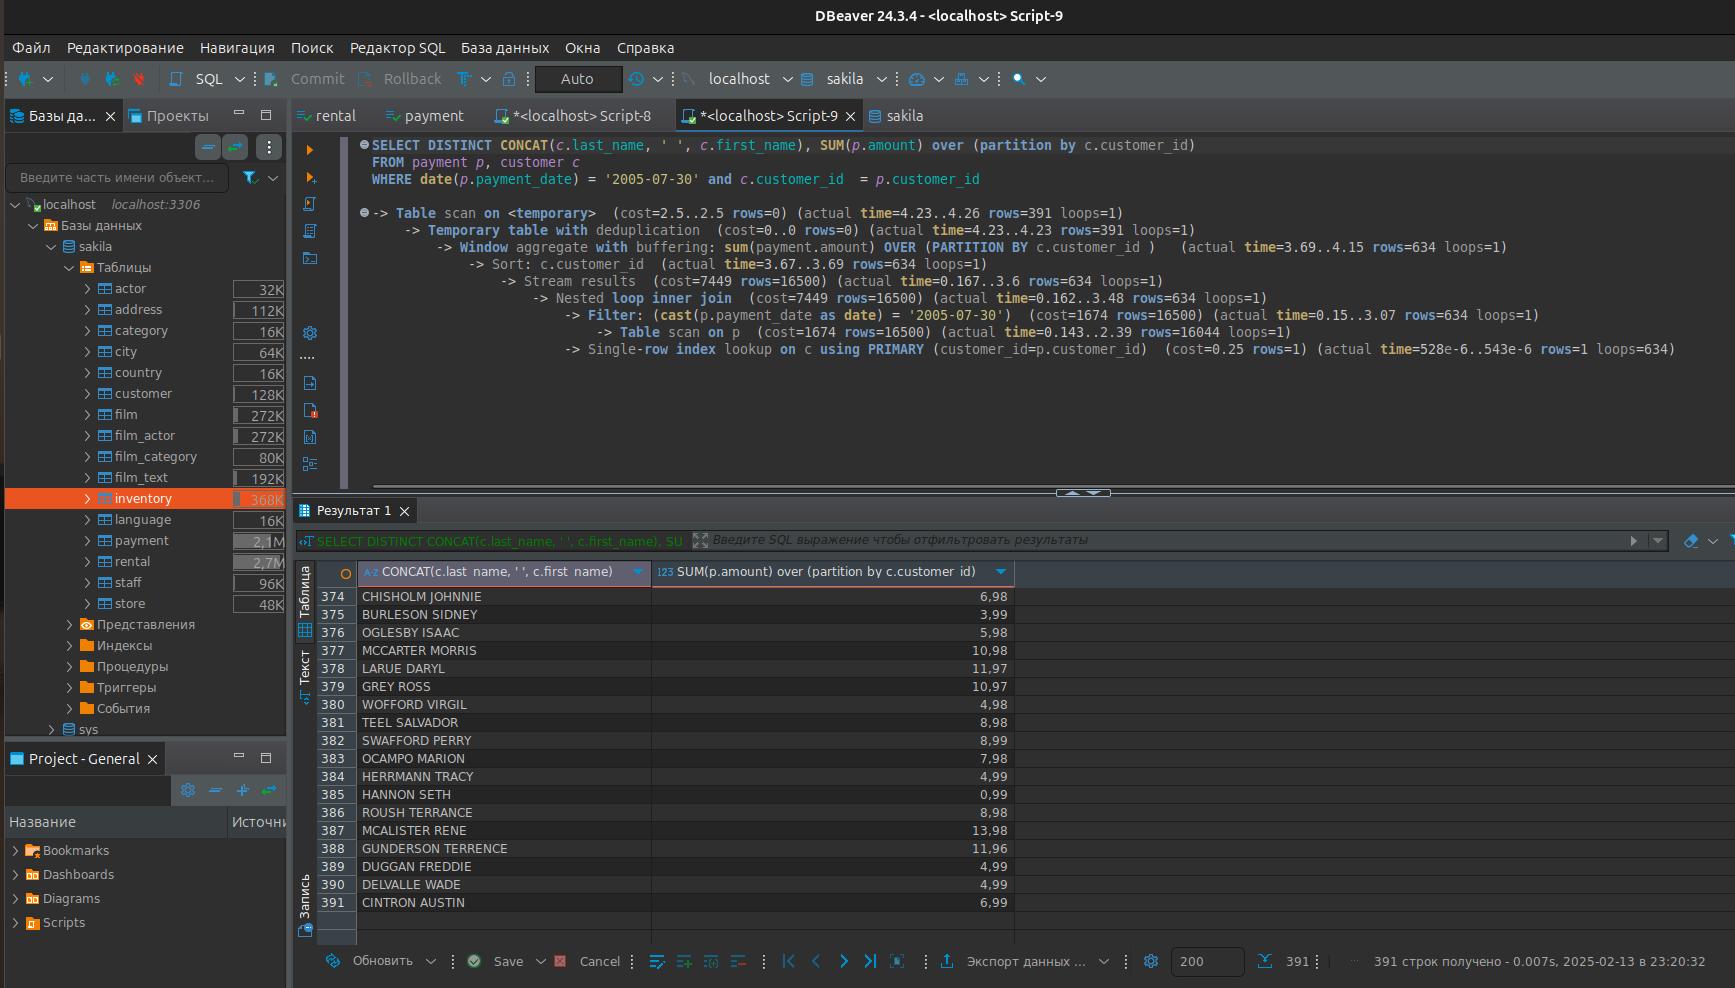 DBeaver 24.3.4 - <localhost> Script-9
Файл Редактирование Навигация Поиск Редактор SQL База данных Окна Справка
SQL Commit Rollback Auto localhost sakila
Базы да... Проекты
rental payment *<localhost> Script-8 *<localhost> Script-9 sakila
Введите часть имени объект...
localhost localhost:3306
Базы данных
sakila
Таблицы
actor 32K
address 112K
category 16K
city 64K
country 16K
customer 128K
film 272K
film_actor 272K
film_category 80K
film_text 192K
inventory 368K
language 16K
payment 2,1M
rental 2,7M
staff 96K
store 48K
Представления
Индексы
Процедуры
Триггеры
События
sys
Project - General
Название Источни
Bookmarks
Dashboards
Diagrams
Scripts
SELECT DISTINCT CONCAT(c.last_name, ' ', c.first_name), SUM(p.amount) over (partition by c.customer_id)
FROM payment p, customer c
WHERE date(p.payment_date) = '2005-07-30' and c.customer_id  = p.customer_id
-> Table scan on <temporary>  (cost=2.5..2.5 rows=0) (actual time=4.23..4.26 rows=391 loops=1)
-> Temporary table with deduplication  (cost=0..0 rows=0) (actual time=4.23..4.23 rows=391 loops=1)
-> Window aggregate with buffering: sum(payment.amount) OVER (PARTITION BY c.customer_id )   (actual time=3.69..4.15 rows=634 loops=1)
-> Sort: c.customer_id  (actual time=3.67..3.69 rows=634 loops=1)
-> Stream results  (cost=7449 rows=16500) (actual time=0.167..3.6 rows=634 loops=1)
-> Nested loop inner join  (cost=7449 rows=16500) (actual time=0.162..3.48 rows=634 loops=1)
-> Filter: (cast(p.payment_date as date) = '2005-07-30')  (cost=1674 rows=16500) (actual time=0.15..3.07 rows=634 loops=1)
-> Table scan on p  (cost=1674 rows=16500) (actual time=0.143..2.39 rows=16044 loops=1)
-> Single-row index lookup on c using PRIMARY (customer_id=p.customer_id)  (cost=0.25 rows=1) (actual time=528e-6..543e-6 rows=1 loops=634)
Результат 1
SELECT DISTINCT CONCAT(c.last_name, ' ', c.first_name), SU Введите SQL выражение чтобы отфильтровать результаты
Таблица
Текст
Запись
A-Z CONCAT(c.last_name, ' ', c.first_name) 123 SUM(p.amount) over (partition by c.customer_id)
374 CHISHOLM JOHNNIE 6,98
375 BURLESON SIDNEY 3,99
376 OGLESBY ISAAC 5,98
377 MCCARTER MORRIS 10,98
378 LARUE DARYL 11,97
379 GREY ROSS 10,97
380 WOFFORD VIRGIL 4,98
381 TEEL SALVADOR 8,98
382 SWAFFORD PERRY 8,99
383 OCAMPO MARION 7,98
384 HERRMANN TRACY 4,99
385 HANNON SETH 0,99
386 ROUSH TERRANCE 8,98
387 MCALISTER RENE 13,98
388 GUNDERSON TERRENCE 11,96
389 DUGGAN FREDDIE 4,99
390 DELVALLE WADE 4,99
391 CINTRON AUSTIN 6,99
Обновить Save Cancel Экспорт данных ... 200 391 391 строк получено - 0.007s, 2025-02-13 в 23:20:32